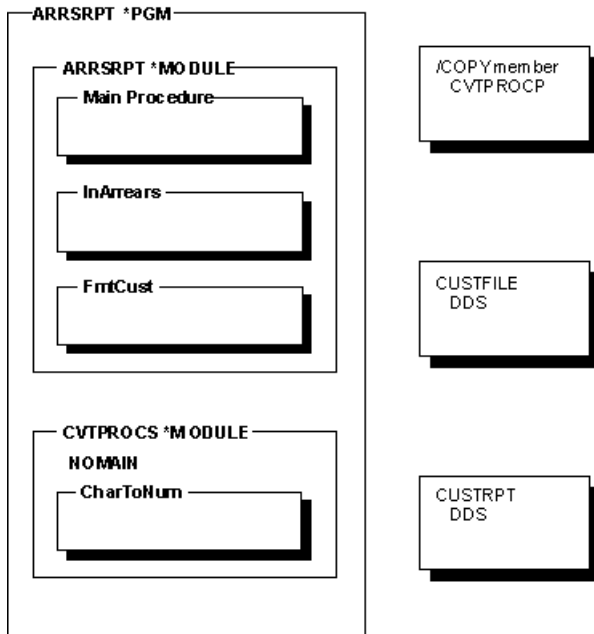 ARRSRPT *PGM
ARRSRPT *MODULE
Main Procedure
InArrears
FmtCust
CVTPROCS *MODULE
NOMAIN
CharToNum
/COPY member
CVTPROCP
CUSTFILE
DDS
CUSTRPT
DDS